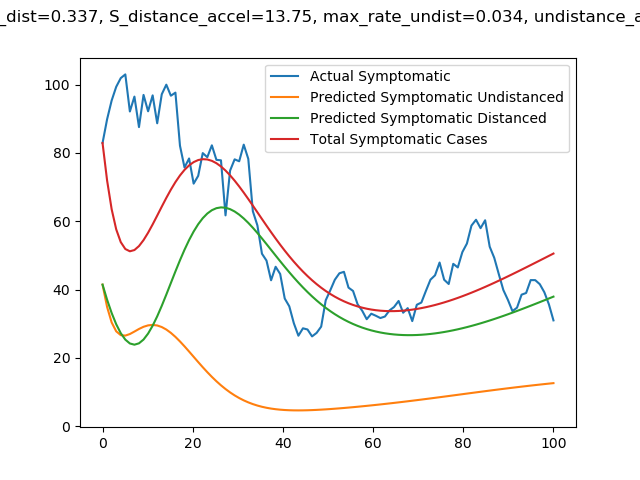 _dist=0.337, S_distance_accel=13.75, max_rate_undist=0.034, undistance_a
Actual Symptomatic
Predicted Symptomatic Undistanced
Predicted Symptomatic Distanced
Total Symptomatic Cases
100
80
60
40
20
0
0 20 40 60 80 100